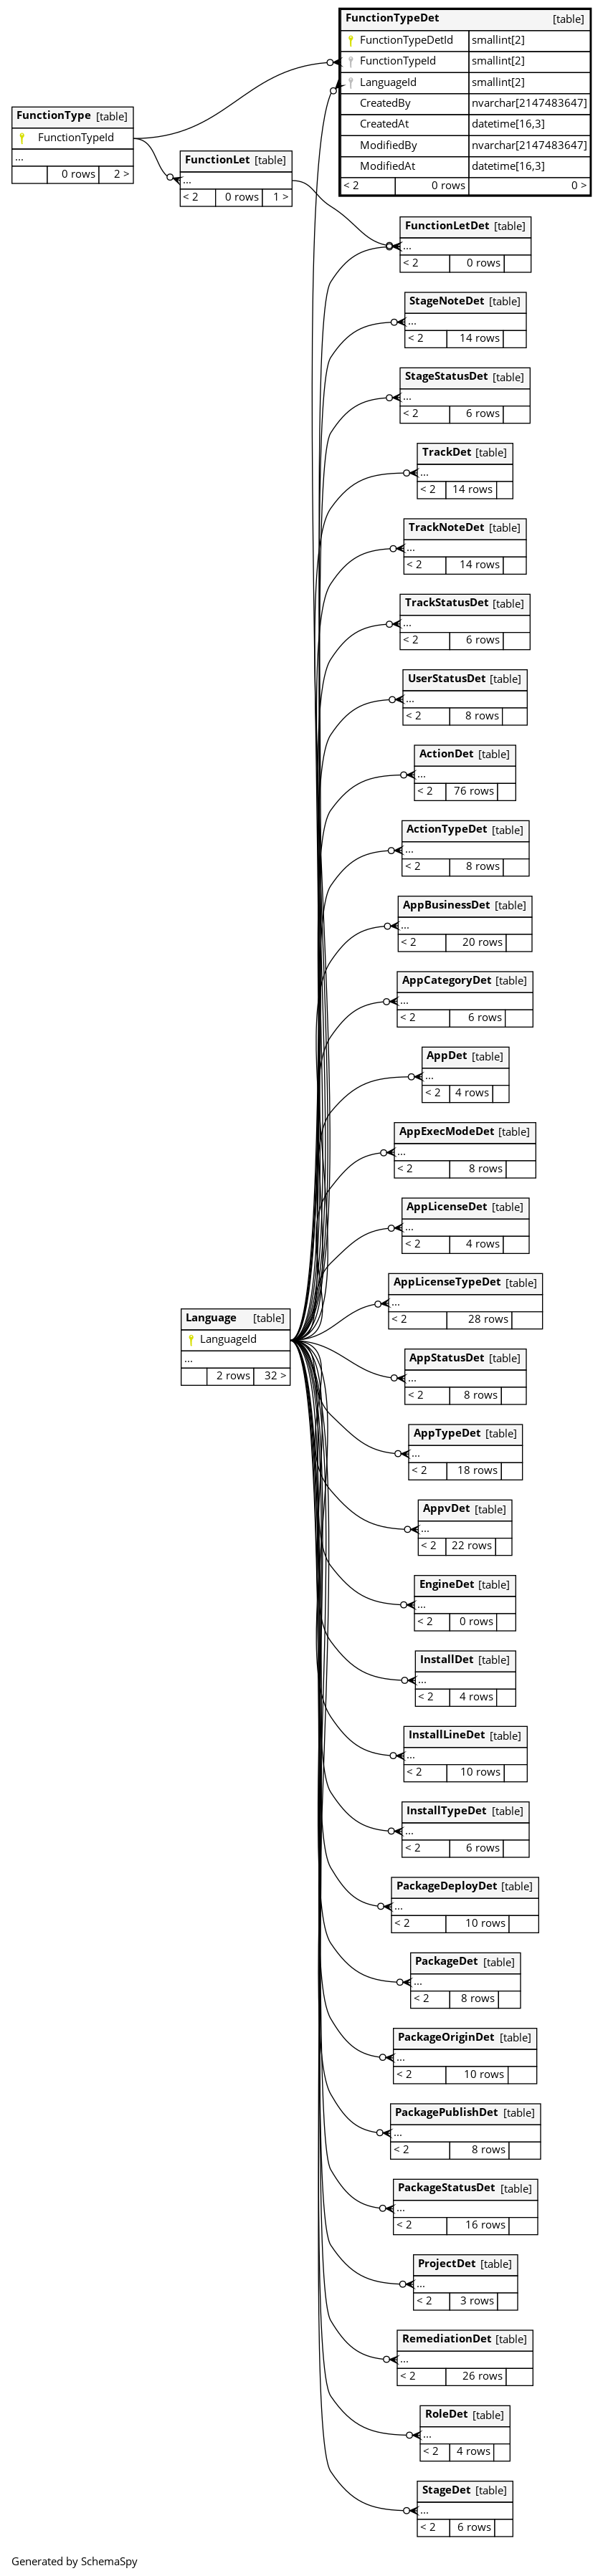 FunctionTypeDet [table]
FunctionTypeDetId smallint[2]
FunctionTypeId smallint[2]
LanguageId smallint[2]
CreatedBy nvarchar[2147483647]
CreatedAt datetime[16,3]
ModifiedBy nvarchar[2147483647]
ModifiedAt datetime[16,3]
< 2 0 rows 0 >
FunctionType [table]
FunctionTypeId
...
0 rows 2 >
FunctionLet [table]
...
< 2 0 rows 1 >
FunctionLetDet [table]
...
< 2 0 rows
StageNoteDet [table]
...
< 2 14 rows
StageStatusDet [table]
...
< 2 6 rows
TrackDet [table]
...
< 2 14 rows
TrackNoteDet [table]
...
< 2 14 rows
TrackStatusDet [table]
...
< 2 6 rows
UserStatusDet [table]
...
< 2 8 rows
ActionDet [table]
...
< 2 76 rows
ActionTypeDet [table]
...
< 2 8 rows
AppBusinessDet [table]
...
< 2 20 rows
AppCategoryDet [table]
...
< 2 6 rows
AppDet [table]
...
< 2 4 rows
AppExecModeDet [table]
...
< 2 8 rows
AppLicenseDet [table]
...
< 2 4 rows
AppLicenseTypeDet [table]
...
< 2 28 rows
Language [table]
LanguageId
...
2 rows 32 >
AppStatusDet [table]
...
< 2 8 rows
AppTypeDet [table]
...
< 2 18 rows
AppvDet [table]
...
< 2 22 rows
EngineDet [table]
...
< 2 0 rows
InstallDet [table]
...
< 2 4 rows
InstallLineDet [table]
...
< 2 10 rows
InstallTypeDet [table]
...
< 2 6 rows
PackageDeployDet [table]
...
< 2 10 rows
PackageDet [table]
...
< 2 8 rows
PackageOriginDet [table]
...
< 2 10 rows
PackagePublishDet [table]
...
< 2 8 rows
PackageStatusDet [table]
...
< 2 16 rows
ProjectDet [table]
...
< 2 3 rows
RemediationDet [table]
...
< 2 26 rows
RoleDet [table]
...
< 2 4 rows
StageDet [table]
...
< 2 6 rows
Generated by SchemaSpy